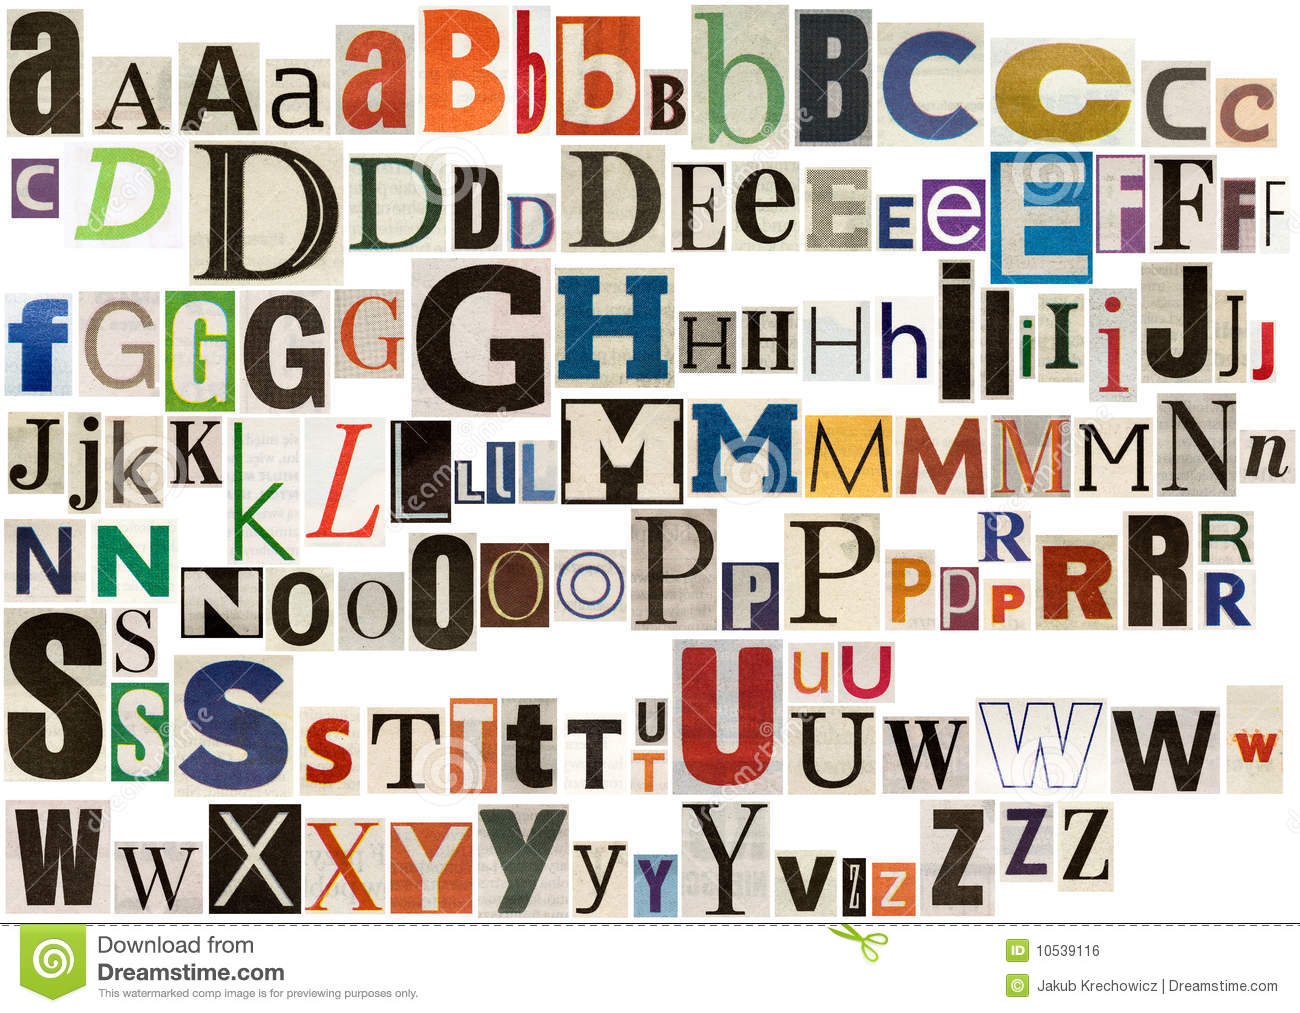 a A A a a B b b B b B C C C C C
C D D D D D D E e E E e E F F F F
f G G G G G H H H H h i I i I i J J J
J j k K k L L L L L M M M M M M N n
N N N O O O O O P P P P P R P R R R R
S S S S S T T t T U T U U U U W W W W
W W X X Y Y y Y Y v Z Z Z Z Z
Download from
Dreamstime.com
This watermarked comp image is for previewing purposes only.
ID 10539116
© Jakub Krechowicz | Dreamstime.com